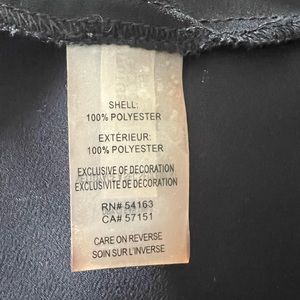 SHELL:
100% POLYESTER
EXTÉRIEUR:
100% POLYESTER
EXCLUSIVE OF DECORATION
EXCLUSIVITE DE DÉCORATION
RN# 54163
CA# 57151
CARE ON REVERSE
SOIN SUR L'INVERSE